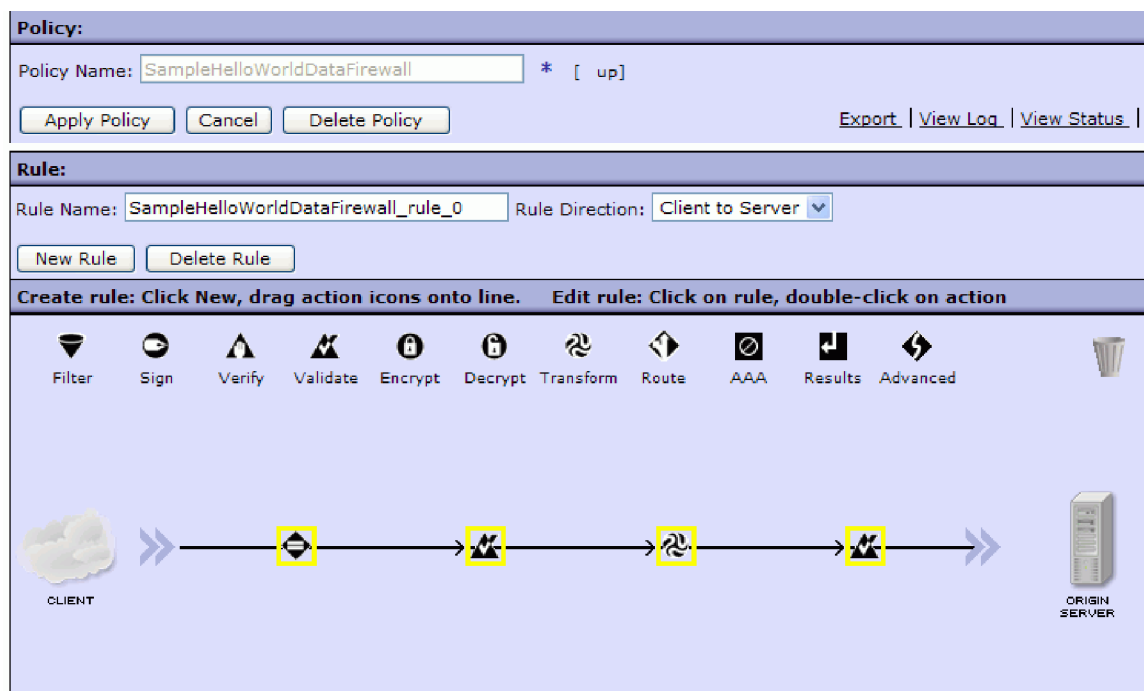 Policy:
Policy Name: SampleHelloWorldDataFirewall * [ up]
Apply Policy Cancel Delete Policy Export | View Log | View Status |
Rule:
Rule Name: SampleHelloWorldDataFirewall_rule_0 Rule Direction: Client to Server
New Rule Delete Rule
Create rule: Click New, drag action icons onto line. Edit rule: Click on rule, double-click on action
Filter Sign Verify Validate Encrypt Decrypt Transform Route AAA Results Advanced
CLIENT
ORIGIN
SERVER